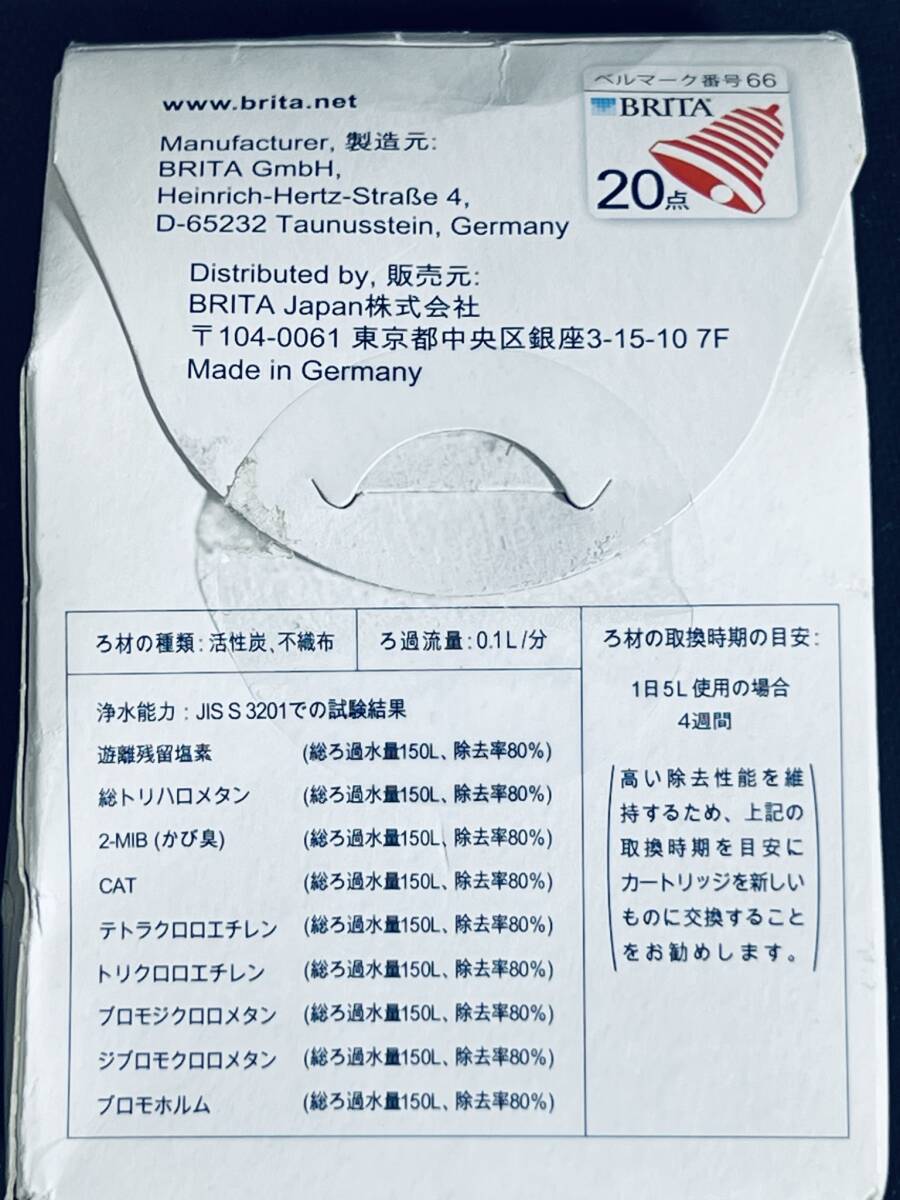 www.brita.net
ベルマーク番号66
BRITA
20点
Manufacturer, 製造元:
BRITA GmbH,
Heinrich-Hertz-Straße 4,
D-65232 Taunusstein, Germany
Distributed by, 販売元:
BRITA Japan株式会社
〒104-0061 東京都中央区銀座3-15-10 7F
Made in Germany
ろ材の種類:活性炭、不織布
ろ過流量:0.1L/分
浄水能力:JIS S 3201での試験結果
遊離残留塩素 (総ろ過水量150L、除去率80%)
総トリハロメタン (総ろ過水量150L、除去率80%)
2-MIB (かび臭) (総ろ過水量150L、除去率80%)
CAT (総ろ過水量150L、除去率80%)
テトラクロロエチレン (総ろ過水量150L、除去率80%)
トリクロロエチレン (総ろ過水量150L、除去率80%)
ブロモジクロロメタン (総ろ過水量150L、除去率80%)
ジブロモクロロメタン (総ろ過水量150L、除去率80%)
ブロモホルム (総ろ過水量150L、除去率80%)
ろ材の取換時期の目安:
1日5L使用の場合
4週間
高い除去性能を維
持するため、上記の
取換時期を目安に
カートリッジを新しい
ものに交換すること
をお勧めします。